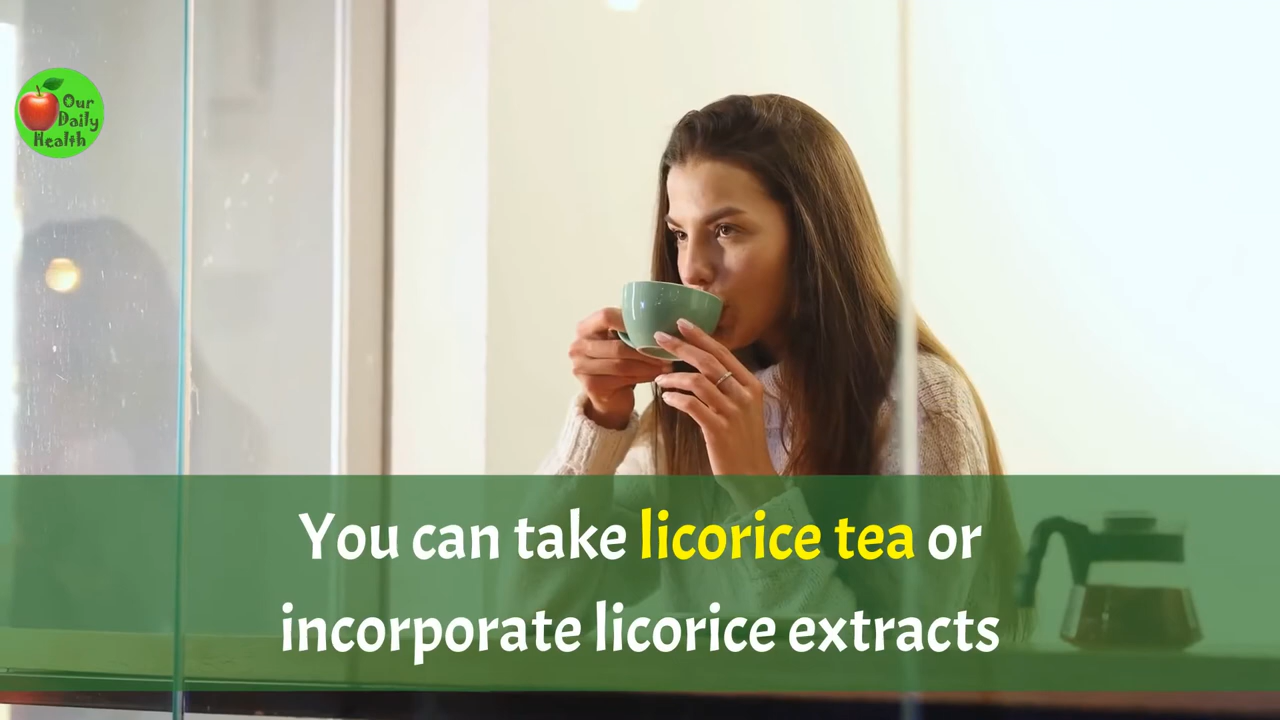 Our
Daily
Health
You can take licorice tea or
incorporate licorice extracts